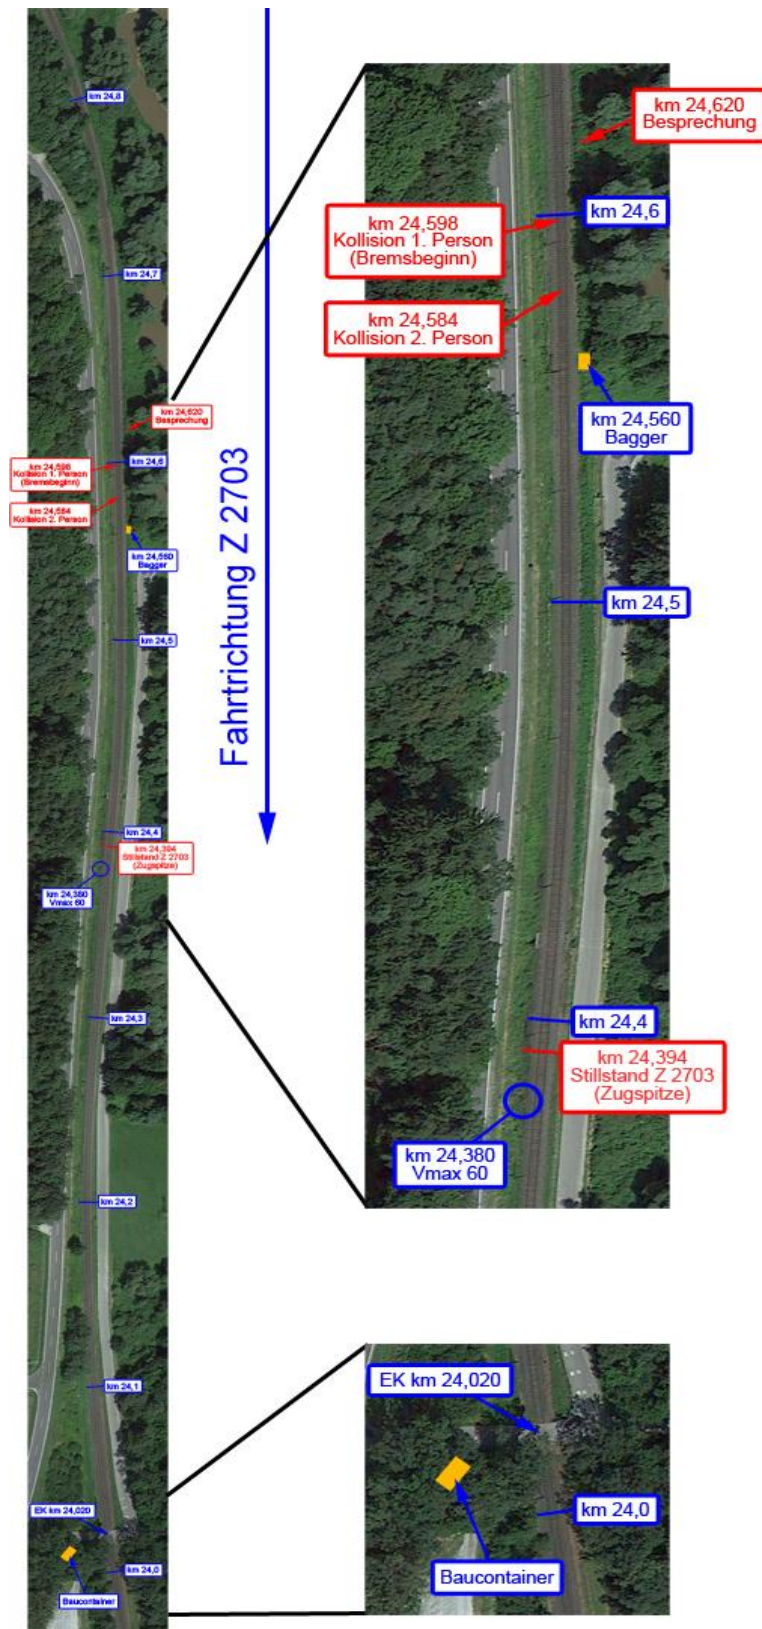 km 24,8
km 24,7
km 24,620
Besprechung
km 24,6
km 24,598
Kollision 1. Person
(Bremsbeginn)
km 24,584
Kollision 2. Person
km 24,560
Bagger
km 24,5
km 24,4
km 24,394
Stillstand Z 2703
(Zugspitze)
km 24,380
Vmax 60
km 24,3
km 24,2
km 24,1
EK km 24,020
km 24,0
Baucontainer
Fahrtrichtung Z 2703
km 24,620
Besprechung
km 24,6
km 24,598
Kollision 1. Person
(Bremsbeginn)
km 24,584
Kollision 2. Person
km 24,560
Bagger
km 24,5
km 24,4
km 24,394
Stillstand Z 2703
(Zugspitze)
km 24,380
Vmax 60
EK km 24,020
km 24,0
Baucontainer